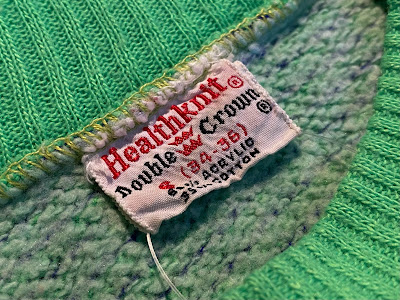 Healthknit®
Double Crown®
(34-36)
ACRYLIC
COTTON